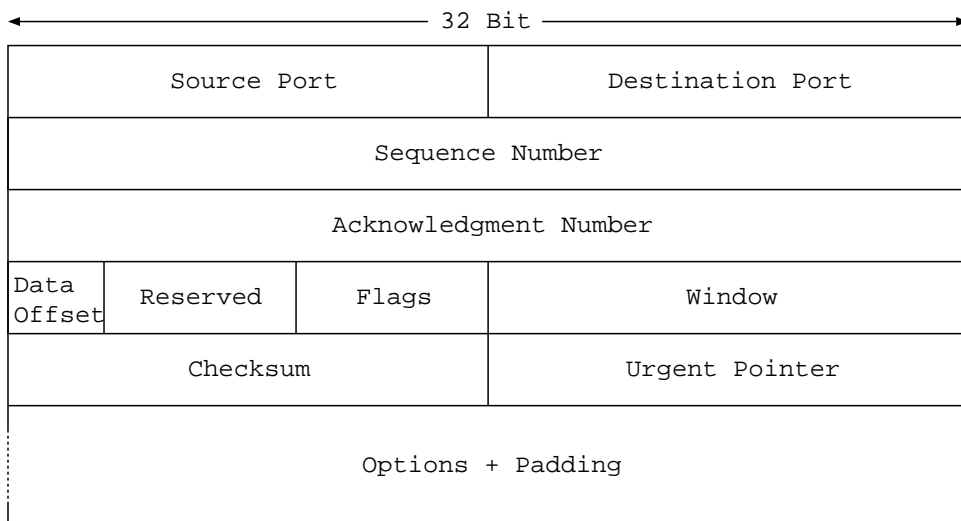 32 Bit
Source Port
Destination Port
Sequence Number
Acknowledgment Number
Data
Offset
Reserved
Flags
Window
Checksum
Urgent Pointer
Options + Padding